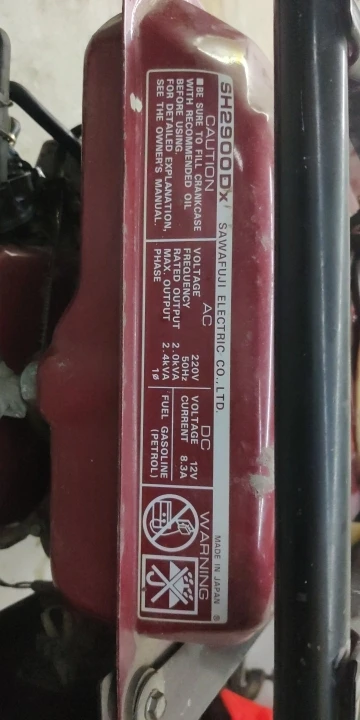 SH2900DX SAWAFUJI ELECTRIC CO.,LTD. MADE IN JAPAN ®
CAUTION
■BE SURE TO FILL CRANKCASE
WITH RECOMMENDED OIL
BEFORE USING.
FOR DETAILED EXPLANATION,
SEE THE OWNER'S MANUAL.
AC
VOLTAGE 220V
FREQUENCY 50Hz
RATED OUTPUT 2.0kVA
MAX. OUTPUT 2.4kVA
PHASE 1ø
DC
VOLTAGE 12V
CURRENT 8.3A
FUEL GASOLINE
(PETROL)
WARNING